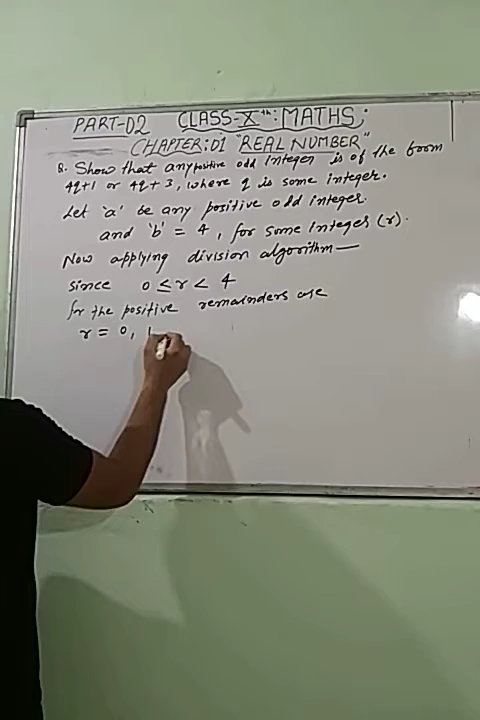 PART-02 CLASS-Xth: MATHS:
CHAPTER:01 "REAL NUMBER"
Q. Show that any positive odd integer is of the form
4q+1 or 4q+3, where q is some integer.
Let 'a' be any positive odd integer.
and 'b' = 4, for some integer (r).
Now applying division algorithm—
since 0 ≤ r < 4
for the positive remainders are
r = 0, 1